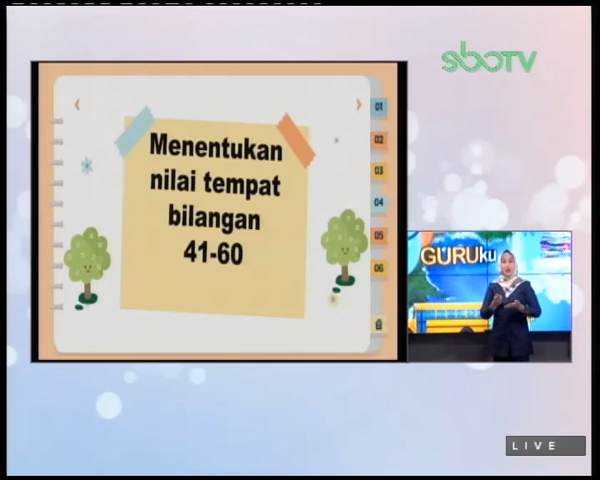 sboTV
Menentukan
nilai tempat
bilangan
41-60
01
02
03
04
05
06
GURUku
LIVE